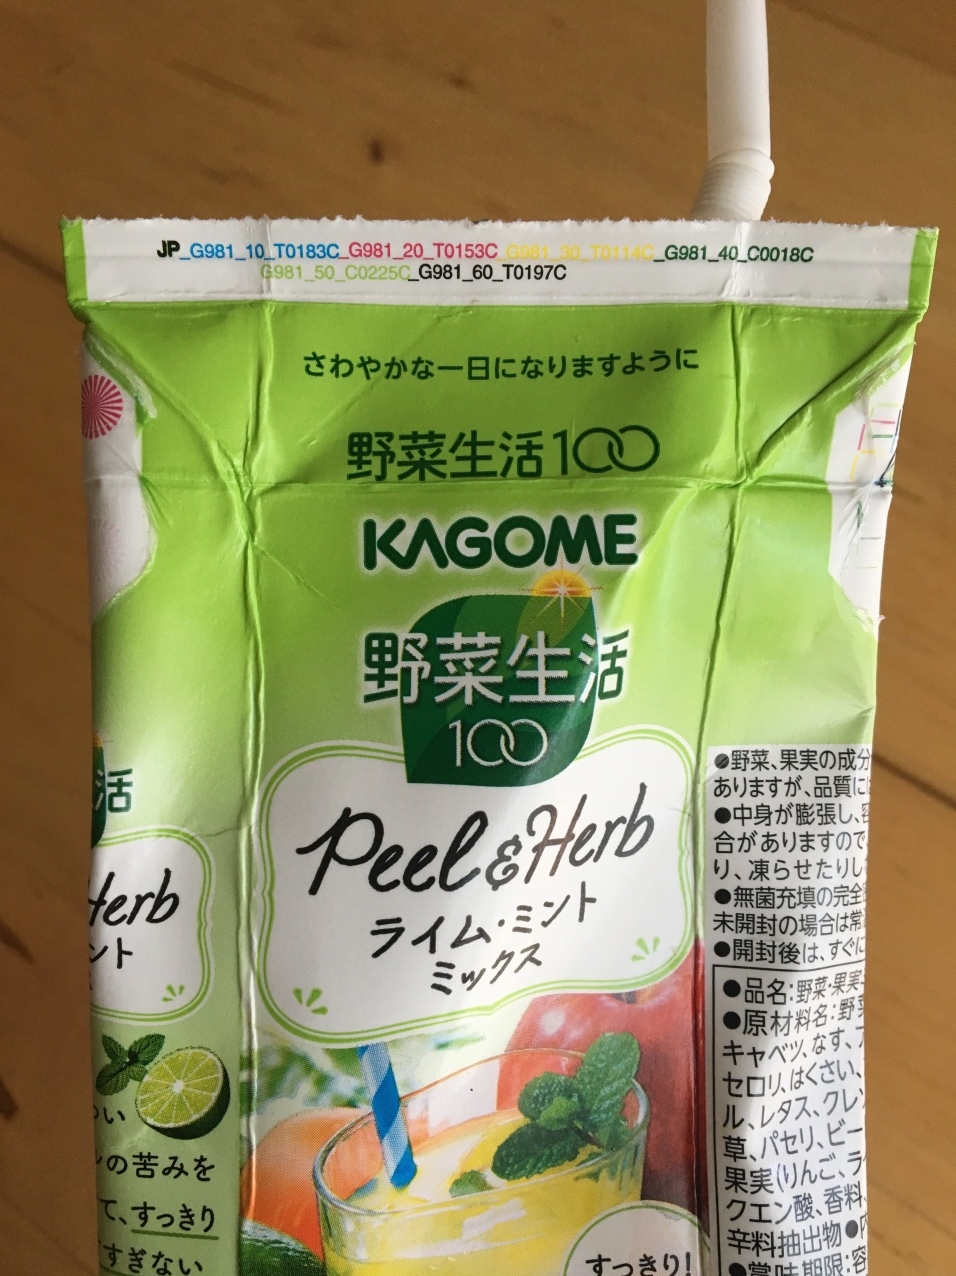 JP_G981_10_T0183C_G981_20_T0153C_G981_30_T0114C_G981_40_C0018C
G981_50_C0225C_G981_60_T0197C
さわやかな一日になりますように
野菜生活100
KAGOME
野菜生活
100
Peel & Herb
ライム・ミント
ミックス
すっきり!
活
Herb
ント
い
の苦みを
て、すっきり
すぎない
●野菜、果実の成分
ありますが、品質に
●中身が膨張し、容
合がありますので
り、凍らせたりし
●無菌充填の完全
未開封の場合は常
●開封後は、すぐに
●品名:野菜・果実
●原材料名:野菜
キャベツ、なす、
セロリ、はくさい、
ル、レタス、クレソ
草、パセリ、ビー
果実(りんご、ラ
クエン酸、香料、
辛料抽出物●
●賞味期限:容